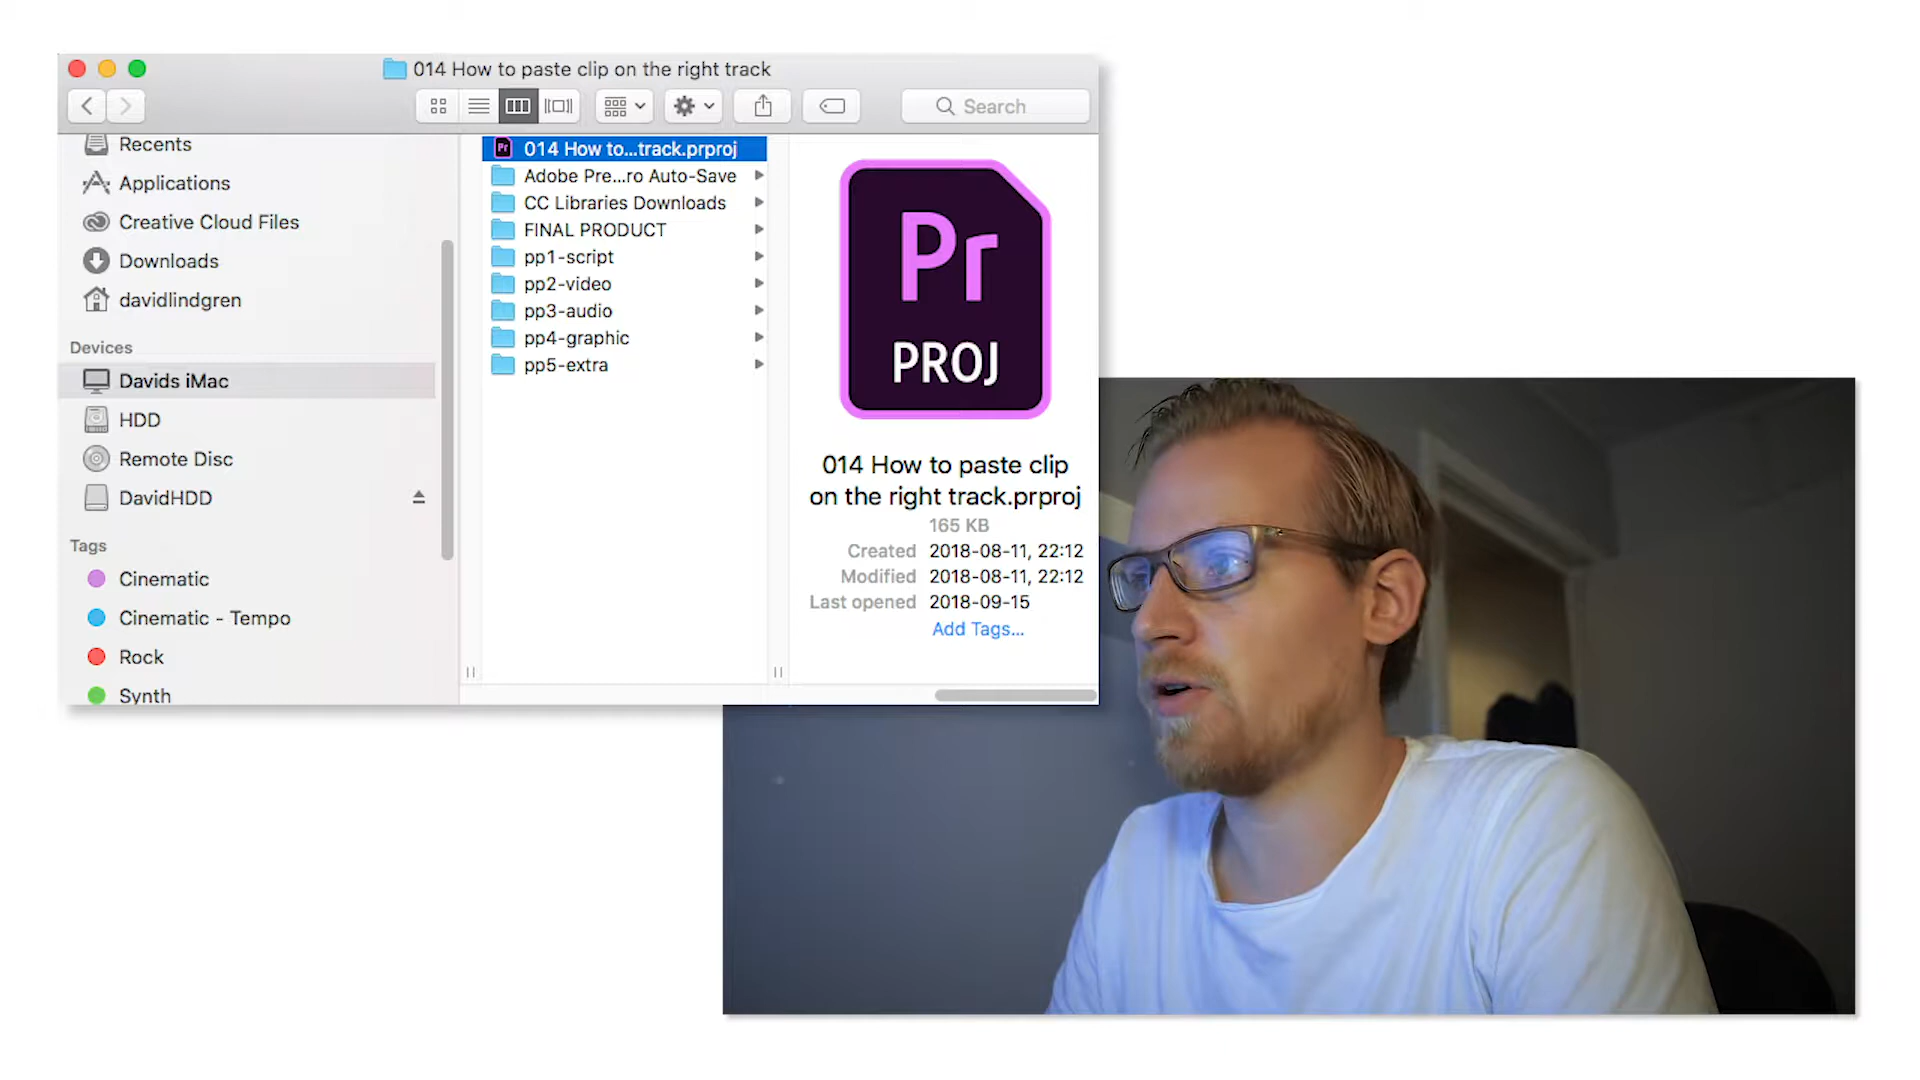 014 How to paste clip on the right track
Search
Recents
Applications
Creative Cloud Files
Downloads
davidlindgren
Devices
Davids iMac
HDD
Remote Disc
DavidHDD
Tags
Cinematic
Cinematic - Tempo
Rock
Synth
Pr
014 How to...track.prproj
Adobe Pre...ro Auto-Save
CC Libraries Downloads
FINAL PRODUCT
pp1-script
pp2-video
pp3-audio
pp4-graphic
pp5-extra
Pr
PROJ
014 How to paste clip
on the right track.prproj
165 KB
Created 2018-08-11, 22:12
Modified 2018-08-11, 22:12
Last opened 2018-09-15
Add Tags...